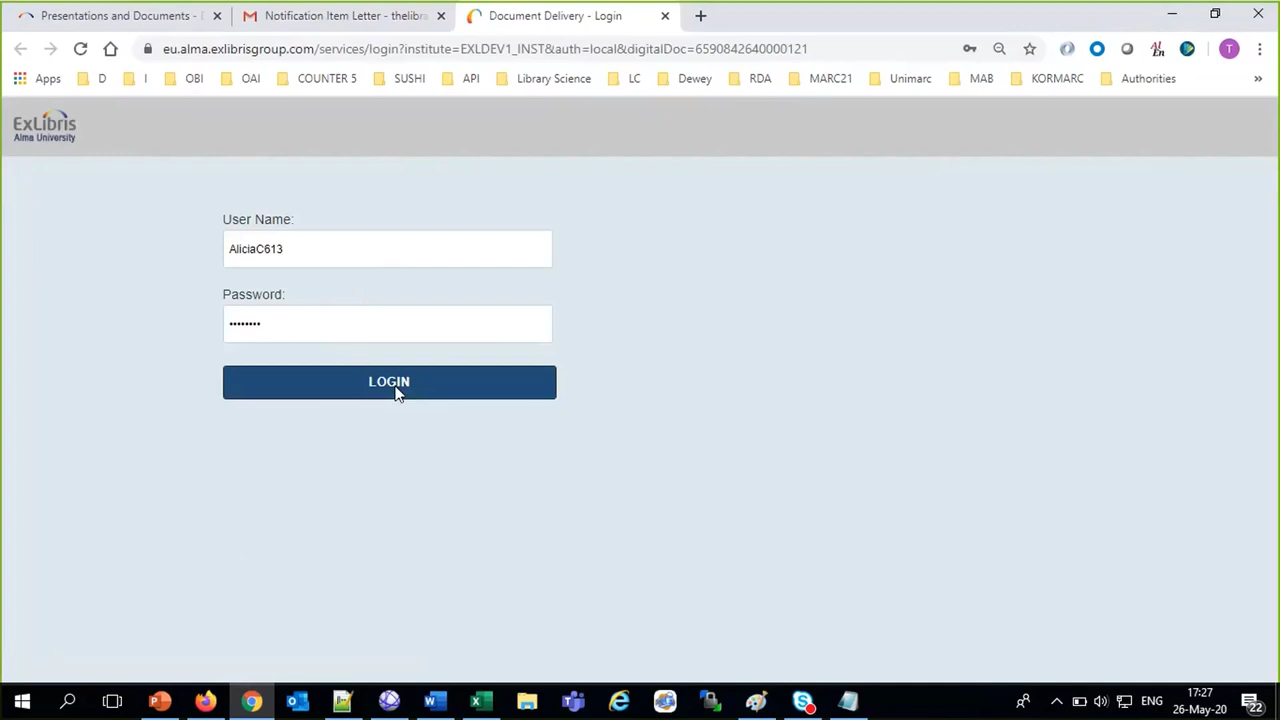 Presentations and Documents - E
Notification Item Letter - thelibra
Document Delivery - Login
eu.alma.exlibrisgroup.com/services/login?institute=EXLDEV1_INST&auth=local&digitalDoc=6590842640000121
T
Apps D I OBI OAI COUNTER 5 SUSHI API Library Science LC Dewey RDA MARC21 Unimarc MAB KORMARC Authorities »
ExLibris
Alma University
User Name:
AliciaC613
Password:
••••••••
LOGIN
ENG
17:27
26-May-20
22